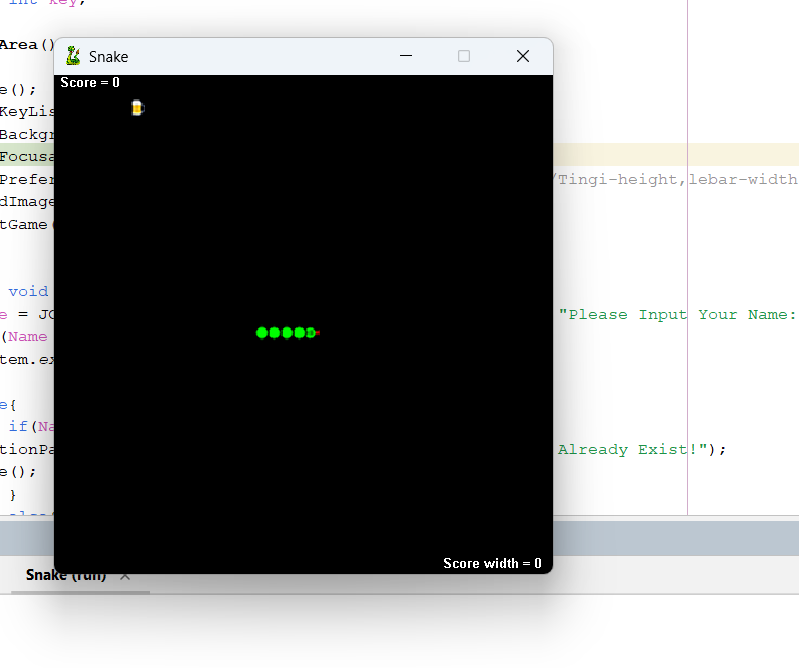 int key;
Area()
Snake
e();
Score = 0
KeyLis
Backgr
Focusa
Prefer
/Tingi-height,lebar-width
dImage
tGame
void
e = JO
"Please Input Your Name:
(Name
tem.ex
e{
if(Na
tionPa
Already Exist!");
e();
}
else
Score width = 0
Snake (run)